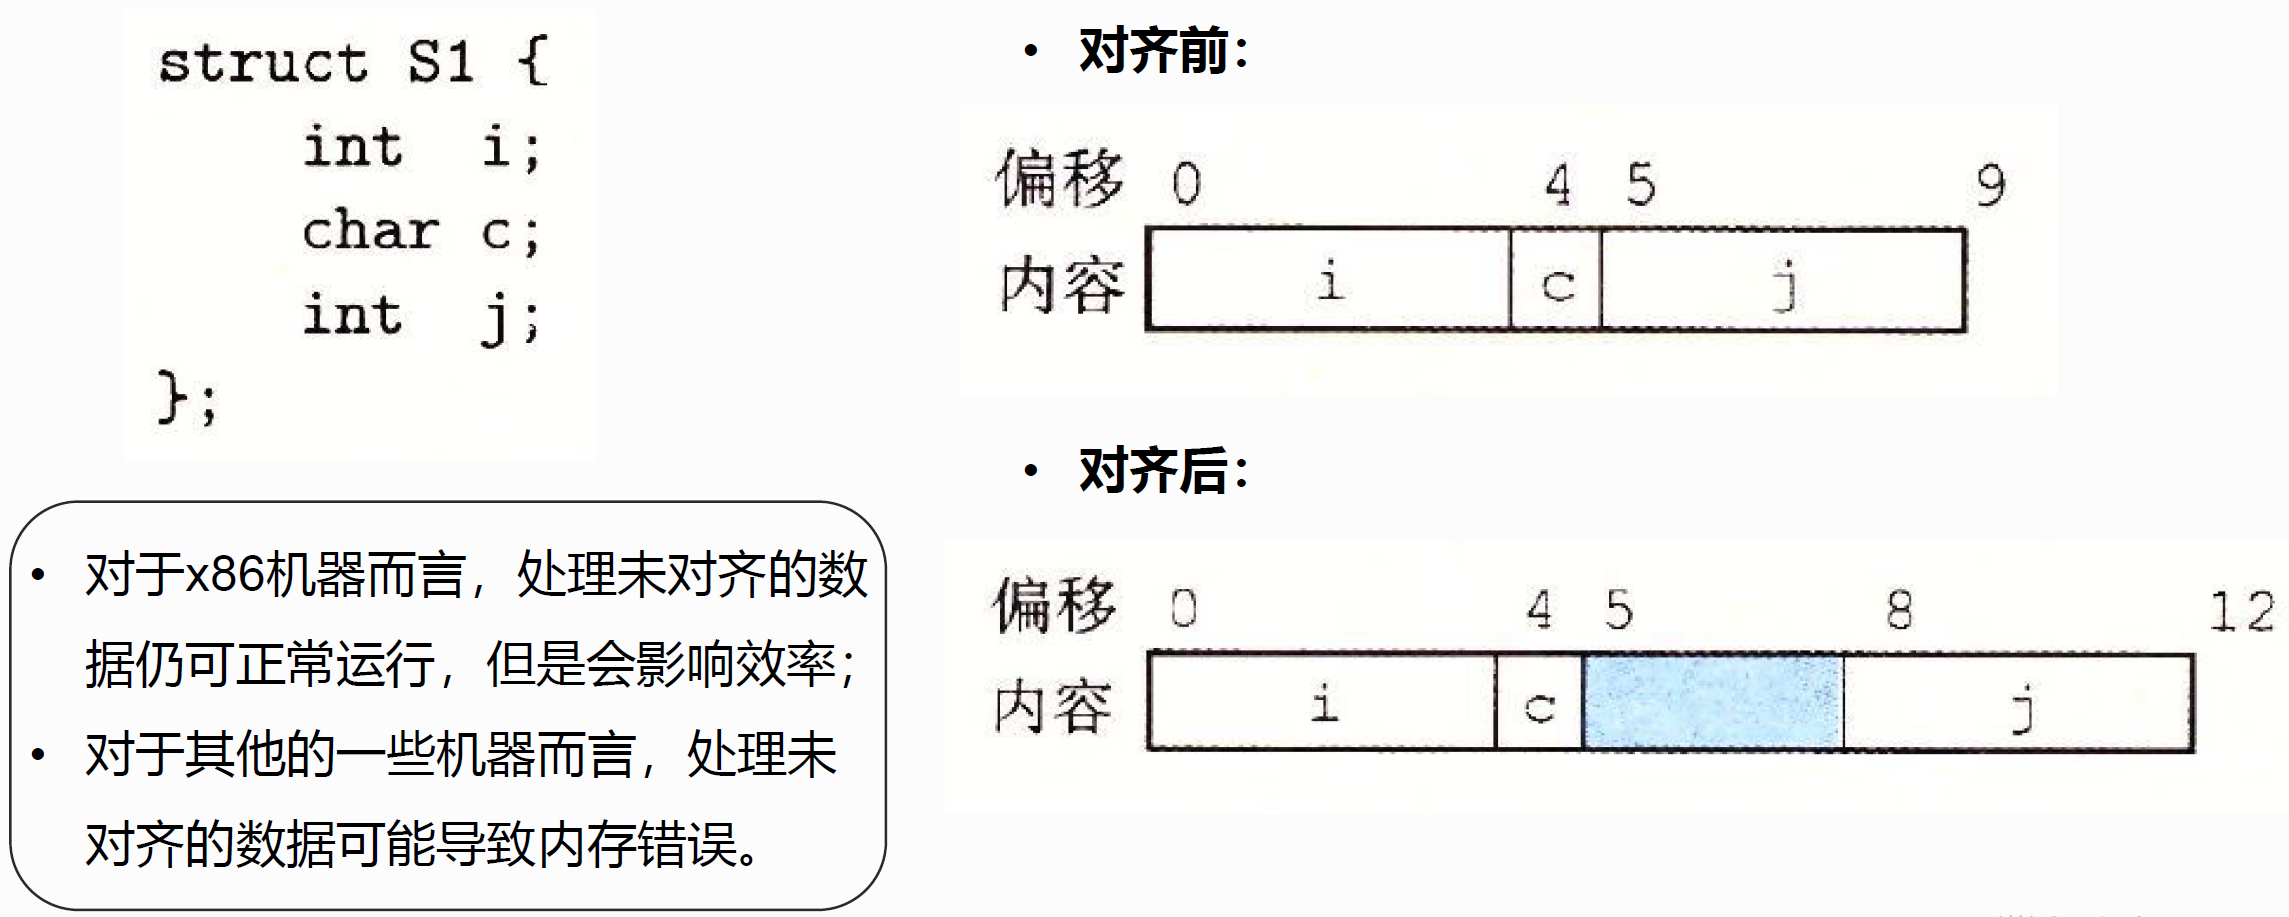 struct S1 {
int i;
char c;
int j;
};
• 对于x86机器而言，处理未对齐的数
据仍可正常运行，但是会影响效率；
• 对于其他的一些机器而言，处理未
对齐的数据可能导致内存错误。
• 对齐前：
偏移 0 4 5 9
内容 i c j
• 对齐后：
偏移 0 4 5 8 12
内容 i c j